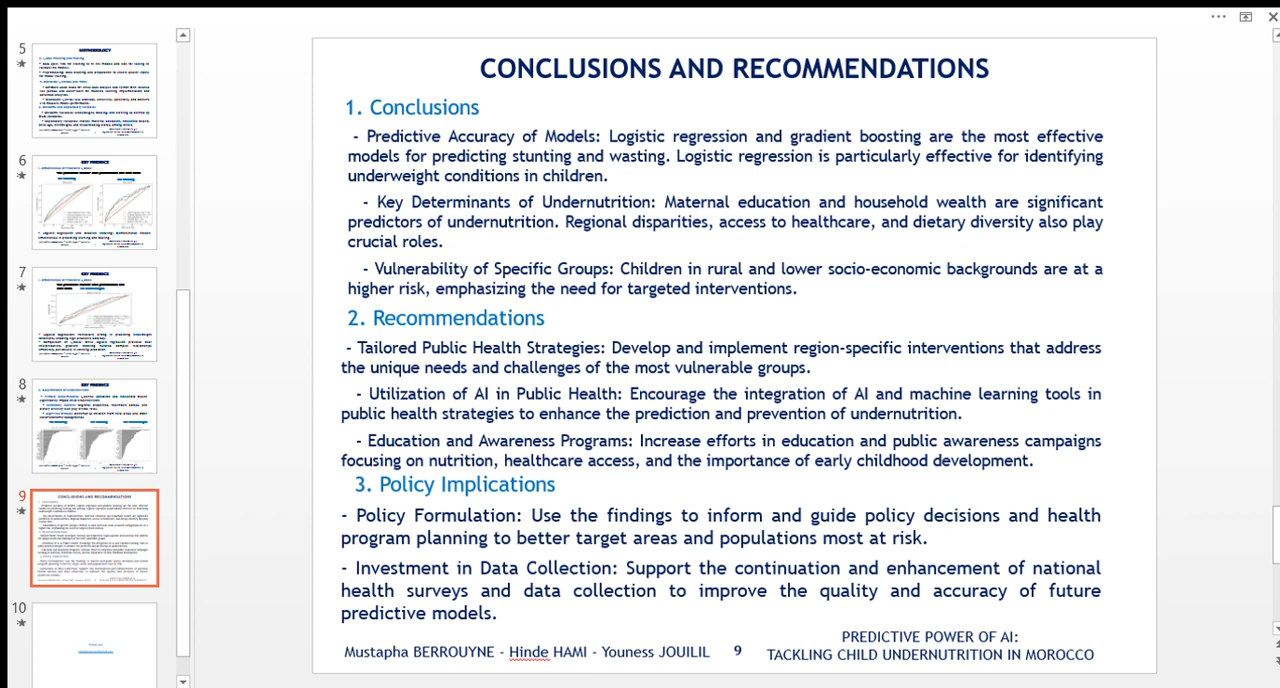 5
METHODOLOGY
6
KEY FINDINGS
7
KEY FINDINGS
8
KEY FINDINGS
9
CONCLUSIONS AND RECOMMENDATIONS
10
CONCLUSIONS AND RECOMMENDATIONS
1. Conclusions
- Predictive Accuracy of Models: Logistic regression and gradient boosting are the most effective
models for predicting stunting and wasting. Logistic regression is particularly effective for identifying
underweight conditions in children.
- Key Determinants of Undernutrition: Maternal education and household wealth are significant
predictors of undernutrition. Regional disparities, access to healthcare, and dietary diversity also play
crucial roles.
- Vulnerability of Specific Groups: Children in rural and lower socio-economic backgrounds are at a
higher risk, emphasizing the need for targeted interventions.
2. Recommendations
- Tailored Public Health Strategies: Develop and implement region-specific interventions that address
the unique needs and challenges of the most vulnerable groups.
- Utilization of AI in Public Health: Encourage the integration of AI and machine learning tools in
public health strategies to enhance the prediction and prevention of undernutrition.
- Education and Awareness Programs: Increase efforts in education and public awareness campaigns
focusing on nutrition, healthcare access, and the importance of early childhood development.
3. Policy Implications
- Policy Formulation: Use the findings to inform and guide policy decisions and health
program planning to better target areas and populations most at risk.
- Investment in Data Collection: Support the continuation and enhancement of national
health surveys and data collection to improve the quality and accuracy of future
predictive models.
Mustapha BERROUYNE - Hinde HAMI - Youness JOUILIL
9
PREDICTIVE POWER OF AI:
TACKLING CHILD UNDERNUTRITION IN MOROCCO